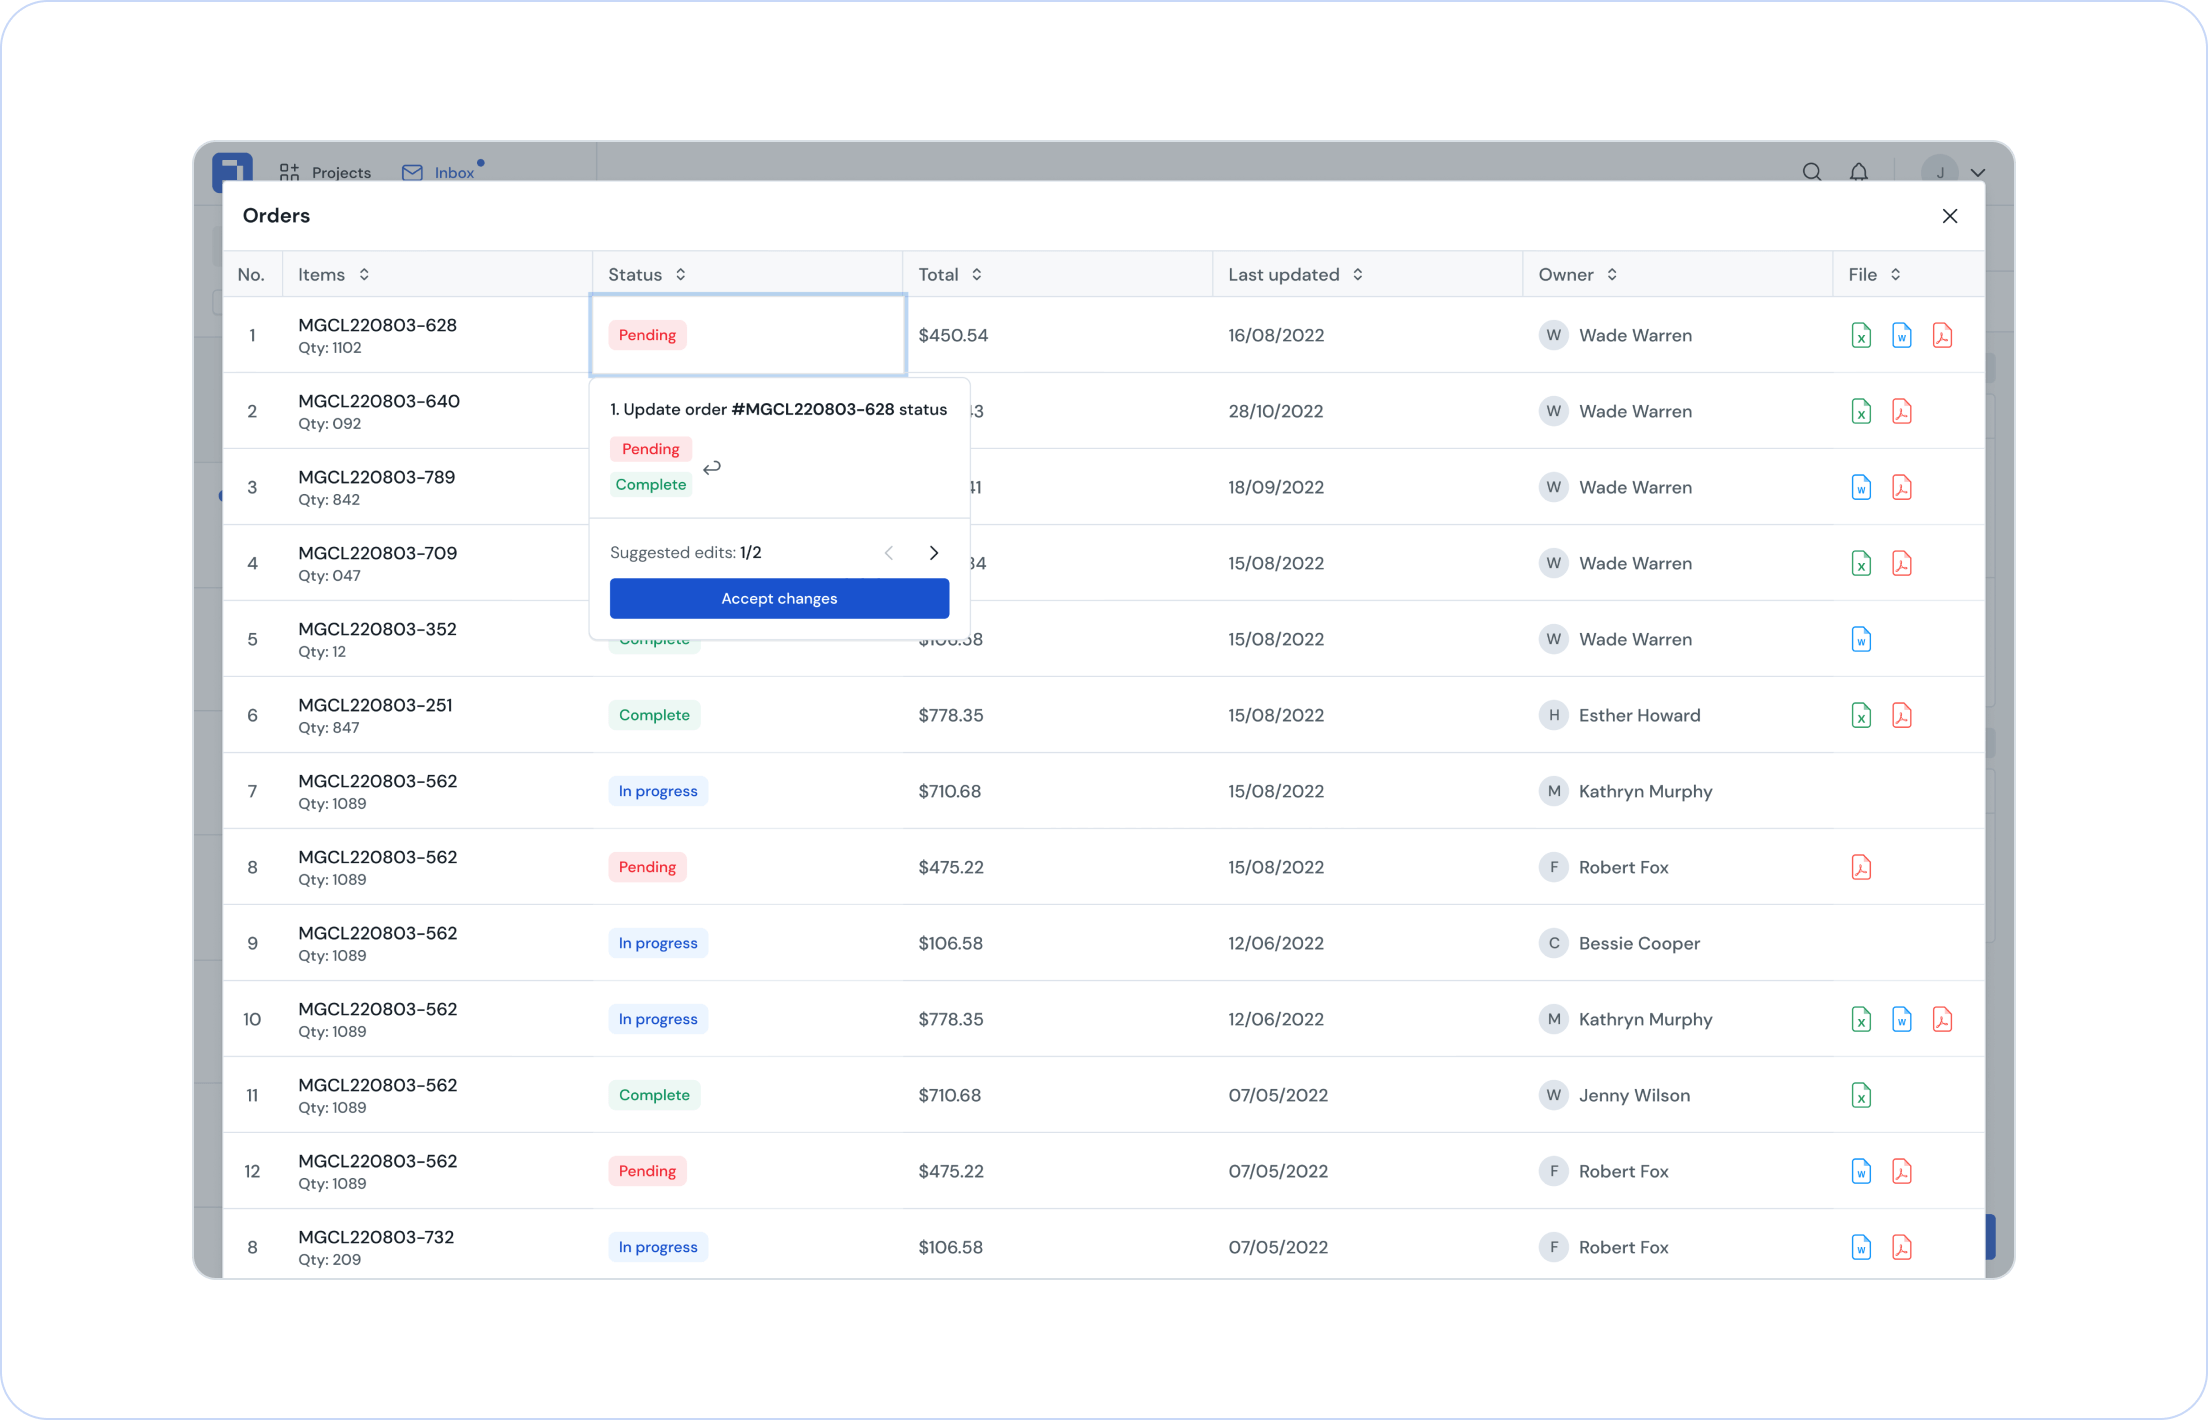 Projects Inbox J
Orders
No. Items Status Total Last updated Owner File
1 MGCL220803-628 Pending $450.54 16/08/2022 W Wade Warren
Qty: 1102
2 MGCL220803-640 43 28/10/2022 W Wade Warren
Qty: 092
1. Update order #MGCL220803-628 status
Pending
Complete
3 MGCL220803-789 41 18/09/2022 W Wade Warren
Qty: 842
4 MGCL220803-709 34 15/08/2022 W Wade Warren
Qty: 047
Suggested edits: 1/2
Accept changes
5 MGCL220803-352 Complete $106.58 15/08/2022 W Wade Warren
Qty: 12
6 MGCL220803-251 Complete $778.35 15/08/2022 H Esther Howard
Qty: 847
7 MGCL220803-562 In progress $710.68 15/08/2022 M Kathryn Murphy
Qty: 1089
8 MGCL220803-562 Pending $475.22 15/08/2022 F Robert Fox
Qty: 1089
9 MGCL220803-562 In progress $106.58 12/06/2022 C Bessie Cooper
Qty: 1089
10 MGCL220803-562 In progress $778.35 12/06/2022 M Kathryn Murphy
Qty: 1089
11 MGCL220803-562 Complete $710.68 07/05/2022 W Jenny Wilson
Qty: 1089
12 MGCL220803-562 Pending $475.22 07/05/2022 F Robert Fox
Qty: 1089
8 MGCL220803-732 In progress $106.58 07/05/2022 F Robert Fox
Qty: 209